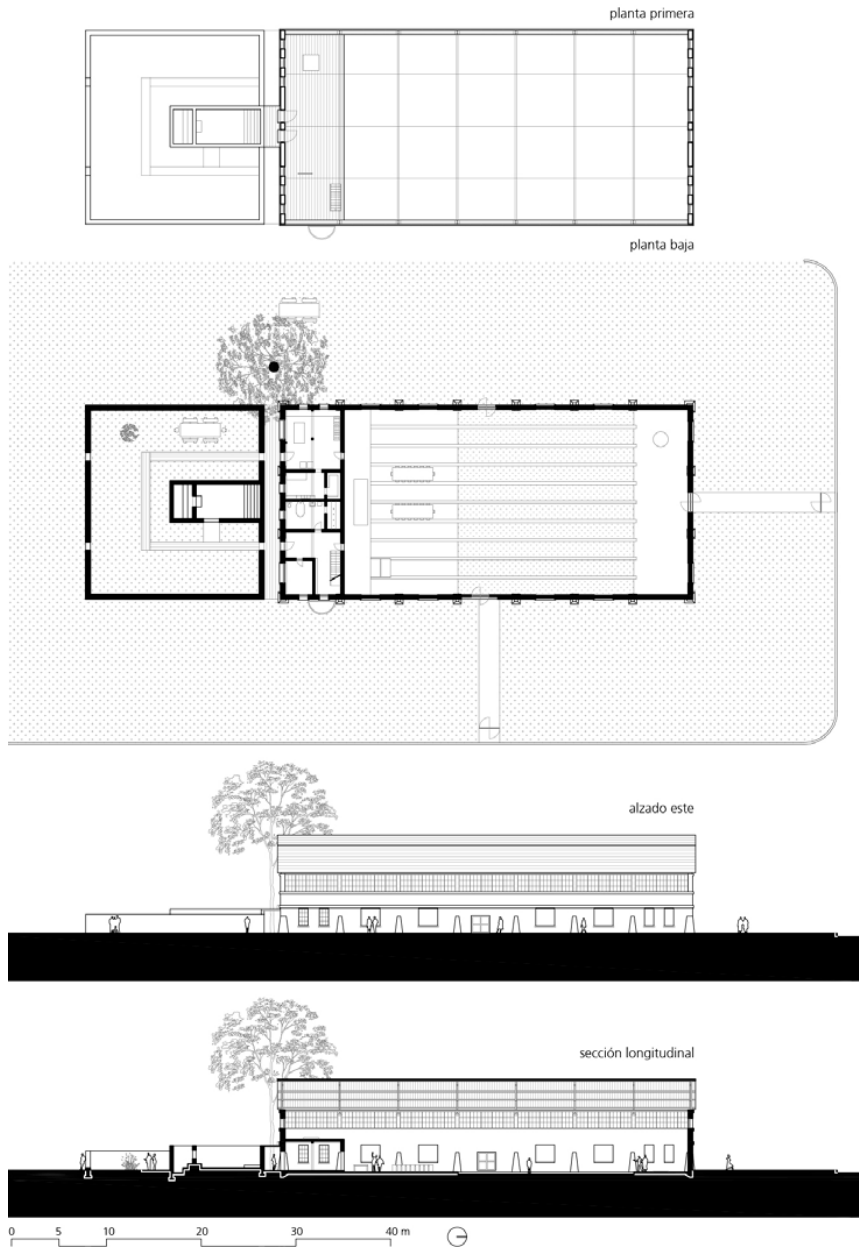 planta primera
planta baja
alzado este
sección longitudinal
0 5 10 20 30 40 m